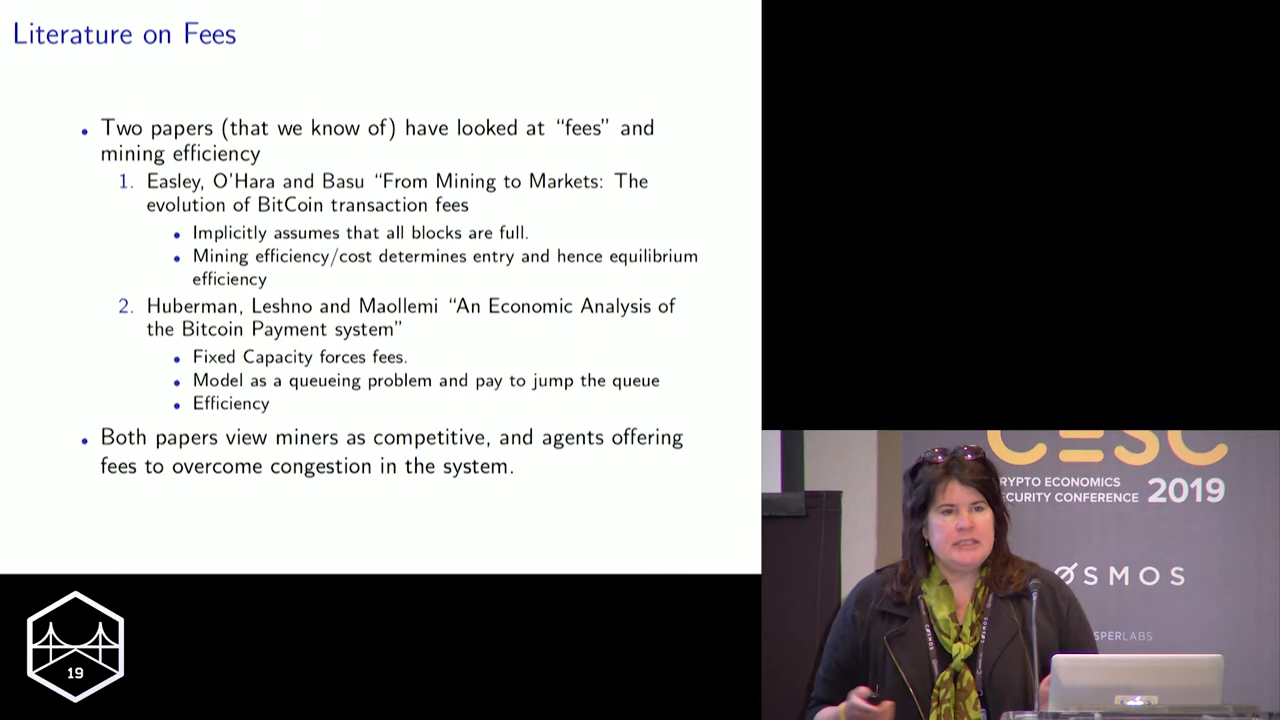 Literature on Fees
Two papers (that we know of) have looked at “fees” and
mining efficiency
1. Easley, O'Hara and Basu “From Mining to Markets: The
evolution of BitCoin transaction fees
Implicitly assumes that all blocks are full.
Mining efficiency/cost determines entry and hence equilibrium
efficiency
2. Huberman, Leshno and Maollemi “An Economic Analysis of
the Bitcoin Payment system”
Fixed Capacity forces fees.
Model as a queueing problem and pay to jump the queue
Efficiency
Both papers view miners as competitive, and agents offering
fees to overcome congestion in the system.
19
CESC
RYPTO ECONOMICS
ECURITY CONFERENCE 2019
OSMOS
SPERLABS
COSMOS